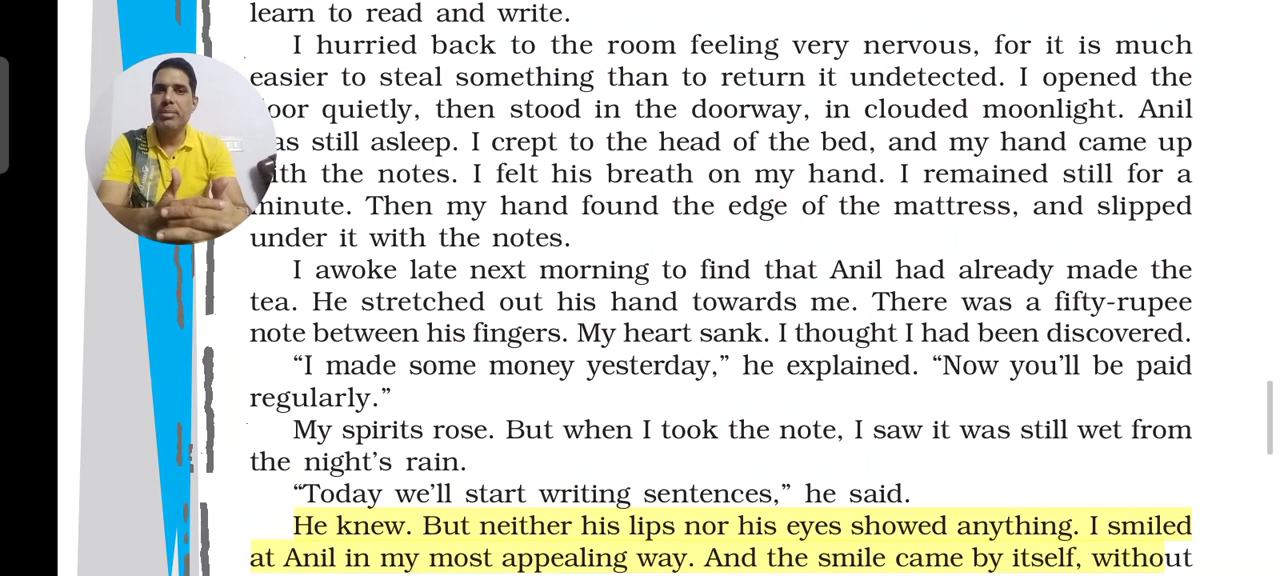 learn to read and write.
I hurried back to the room feeling very nervous, for it is much
easier to steal something than to return it undetected. I opened the
oor quietly, then stood in the doorway, in clouded moonlight. Anil
as still asleep. I crept to the head of the bed, and my hand came up
ith the notes. I felt his breath on my hand. I remained still for a
minute. Then my hand found the edge of the mattress, and slipped
under it with the notes.
I awoke late next morning to find that Anil had already made the
tea. He stretched out his hand towards me. There was a fifty-rupee
note between his fingers. My heart sank. I thought I had been discovered.
“I made some money yesterday,” he explained. “Now you’ll be paid
regularly.”
My spirits rose. But when I took the note, I saw it was still wet from
the night’s rain.
“Today we’ll start writing sentences,” he said.
He knew. But neither his lips nor his eyes showed anything. I smiled
at Anil in my most appealing way. And the smile came by itself, without